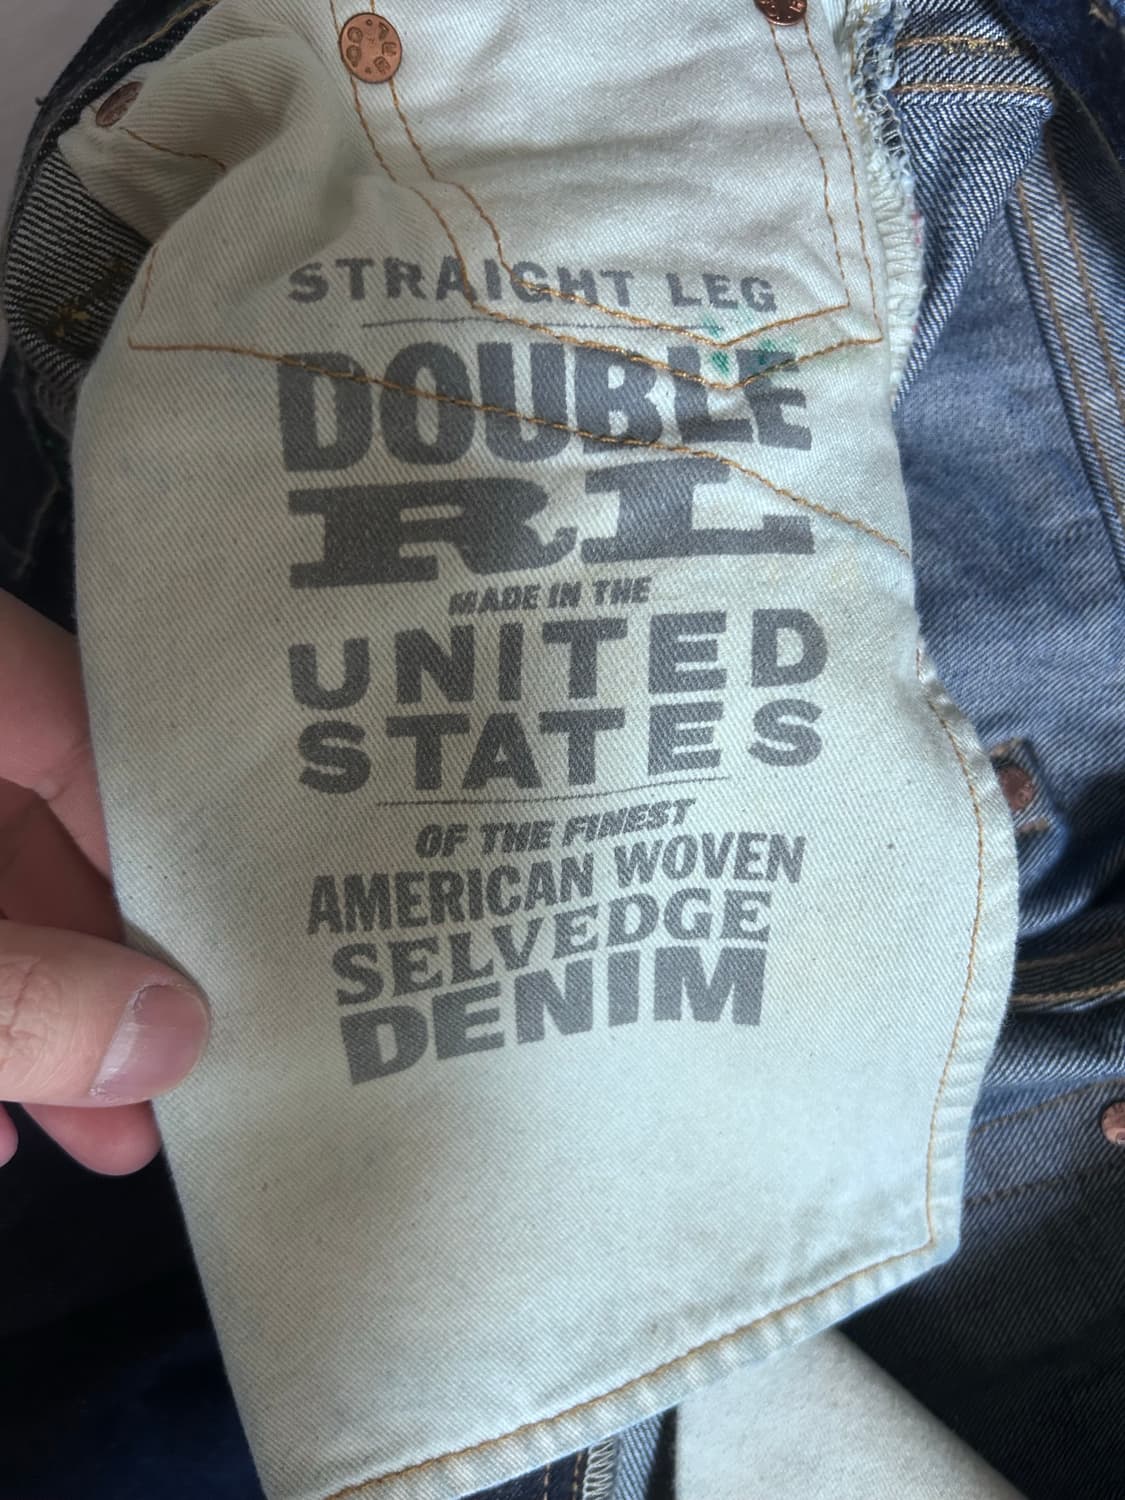 STRAIGHT LEG
DOUBLE
RL
MADE IN THE
UNITED
STATES
OF THE FINEST
AMERICAN WOVEN
SELVEDGE
DENIM